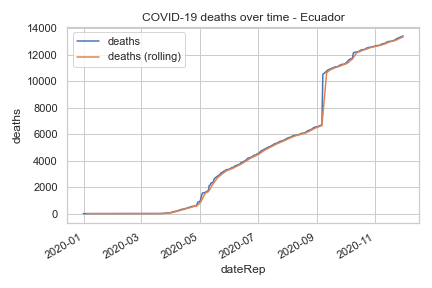 COVID-19 deaths over time - Ecuador
deaths
deaths (rolling)
14000
12000
10000
8000
6000
4000
2000
0
deaths
2020-01
2020-03
2020-05
2020-07
2020-09
2020-11
dateRep